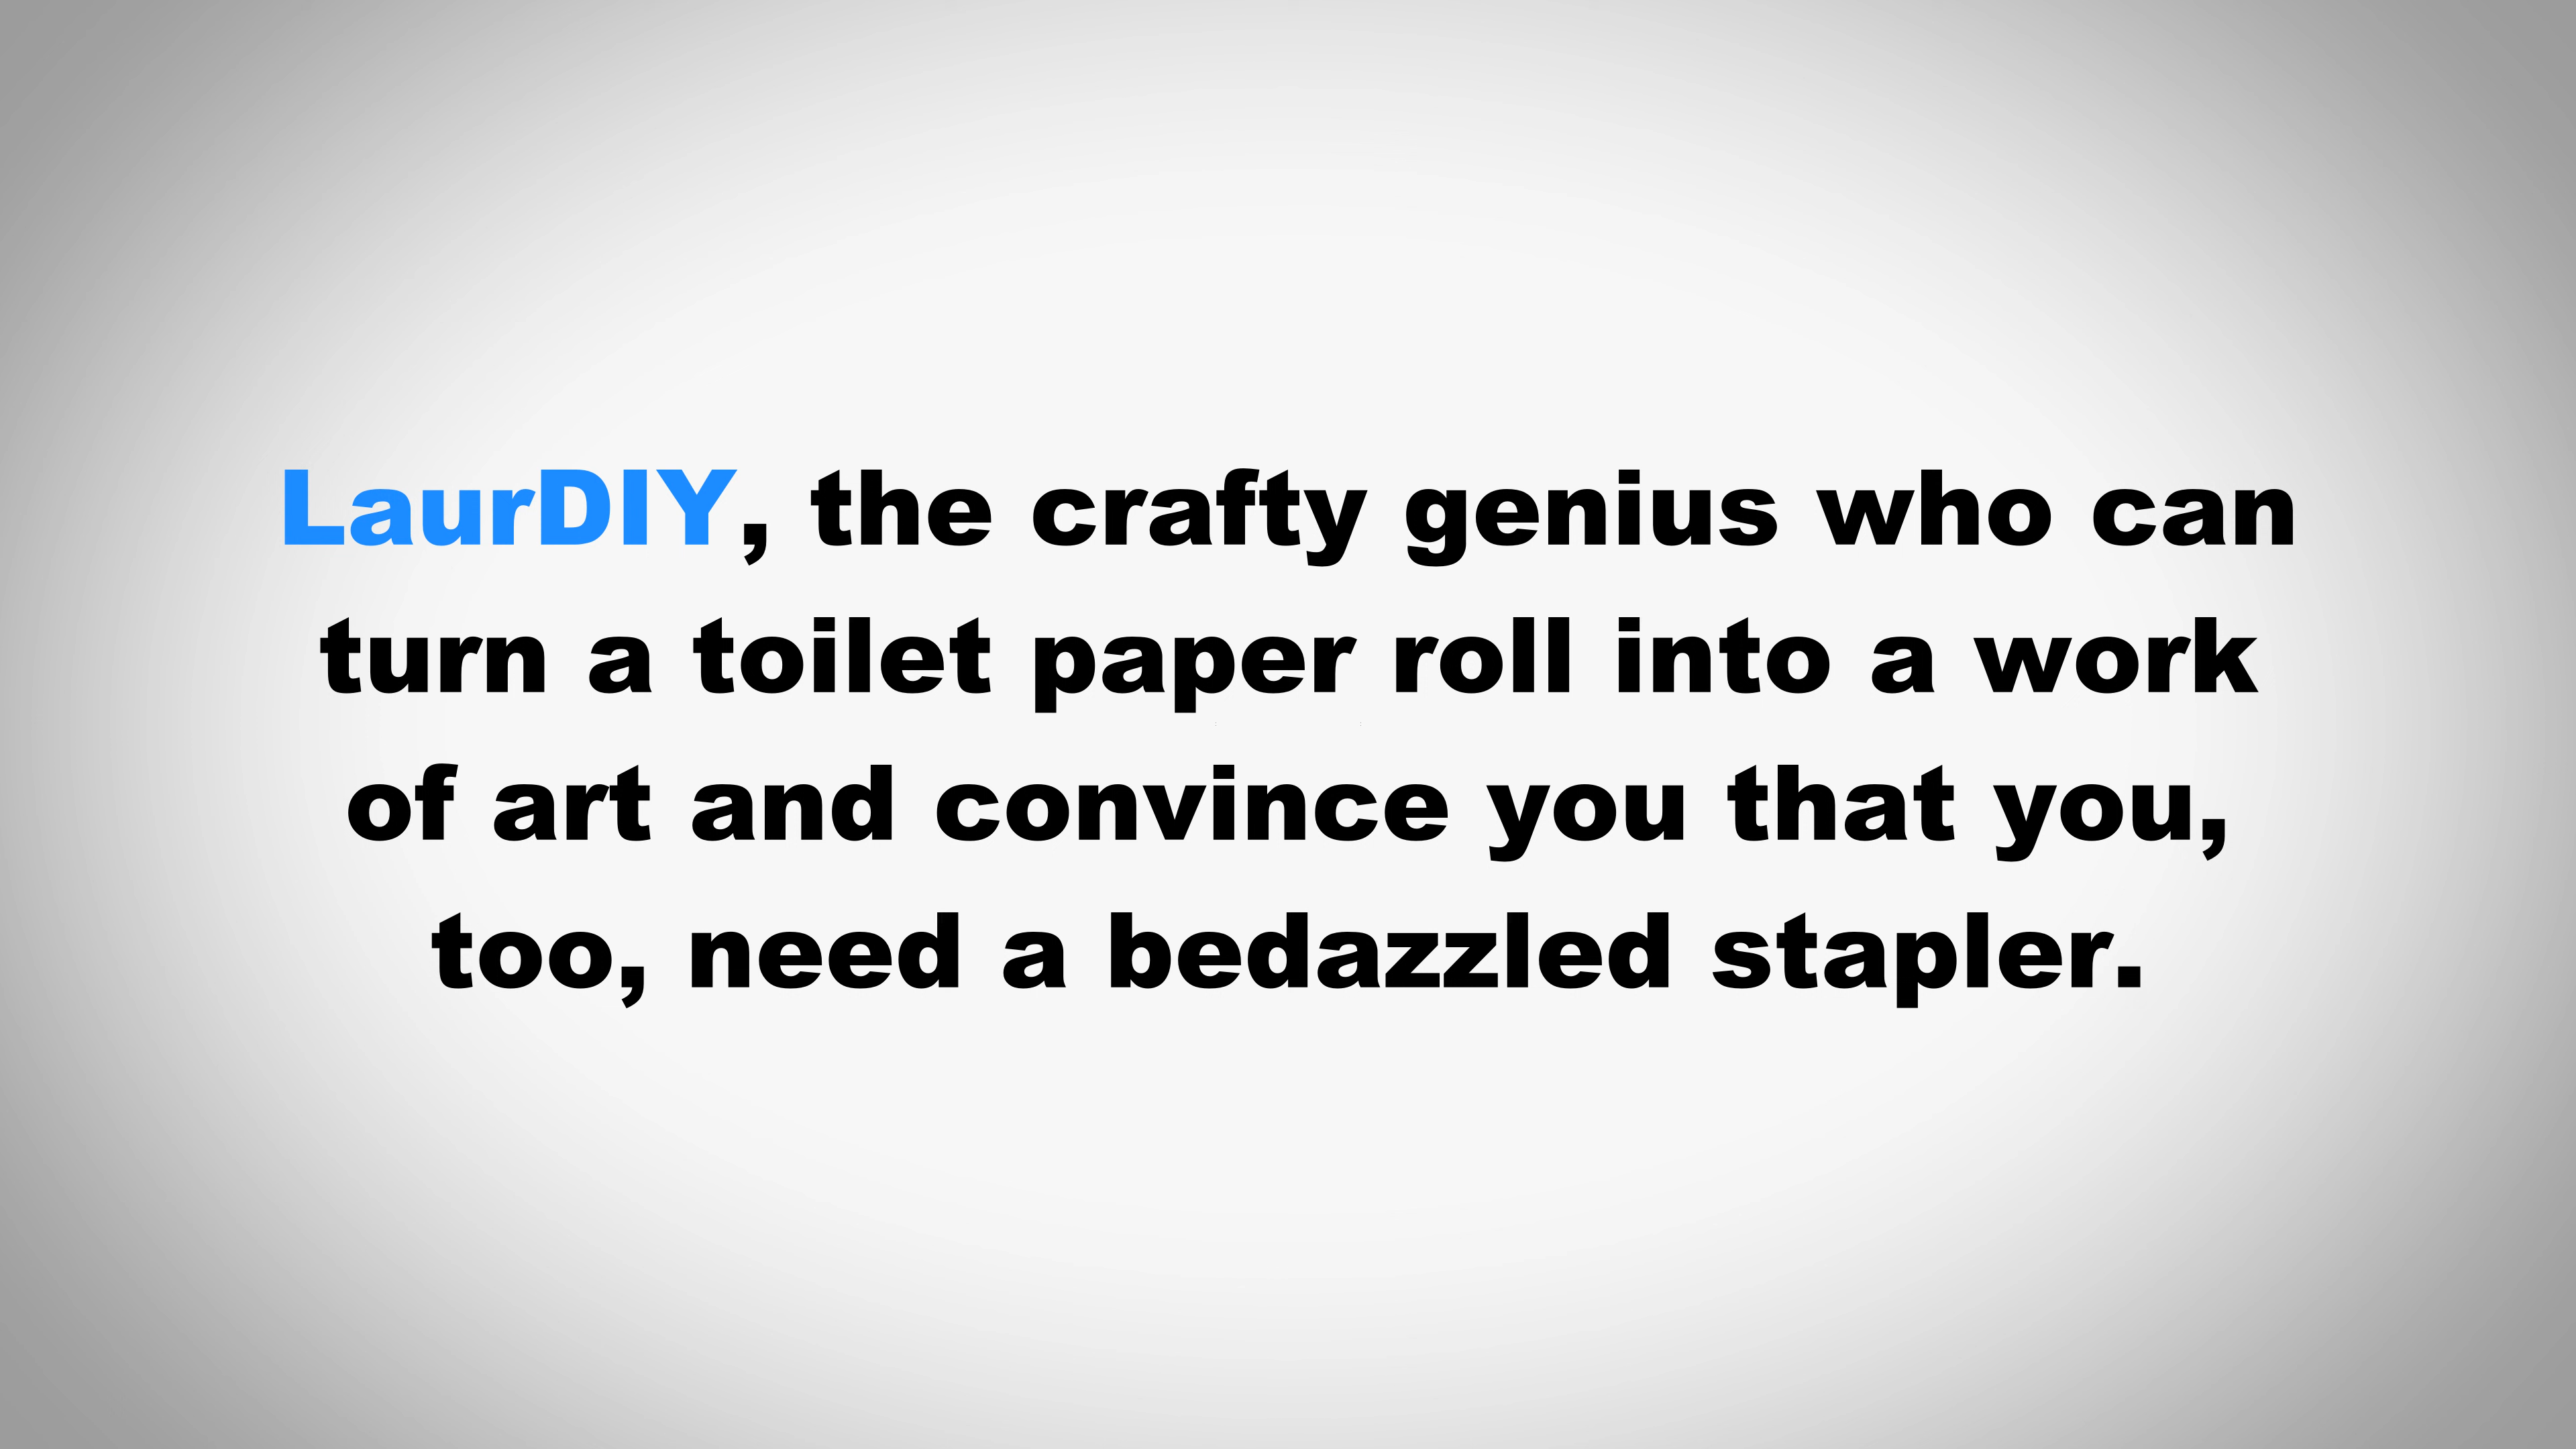 LaurDIY, the crafty genius who can
turn a toilet paper roll into a work
of art and convince you that you,
too, need a bedazzled stapler.